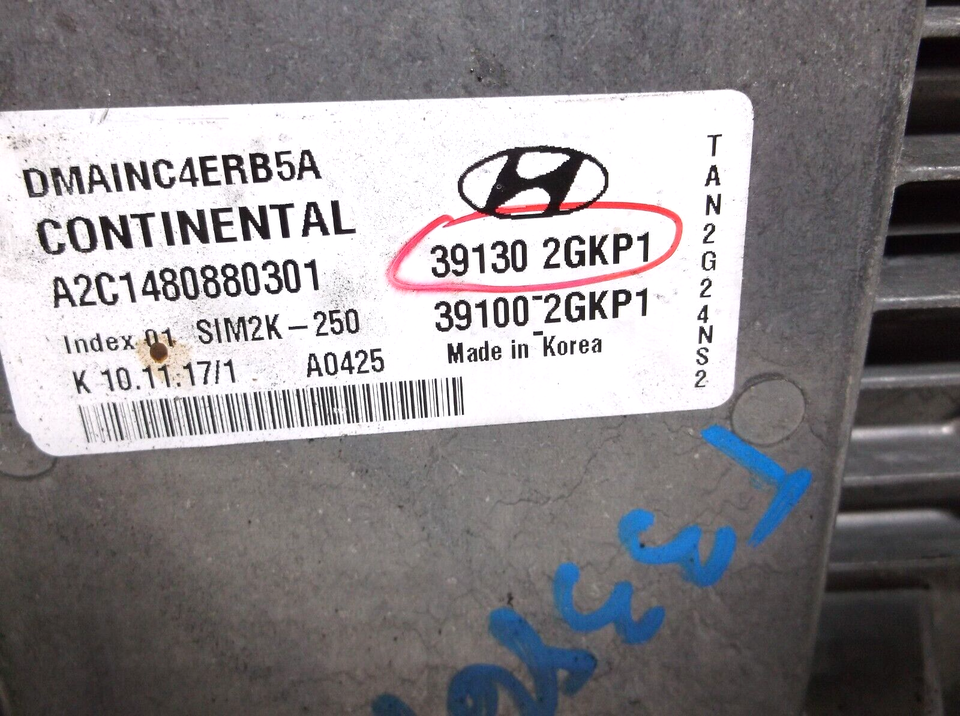 DMAINC4ERB5A
CONTINENTAL
A2C1480880301
Index 01 SIM2K-250
K 10.11.17/1 A0425
39130 2GKP1
39100-2GKP1
Made in Korea
TAN2G24NS2